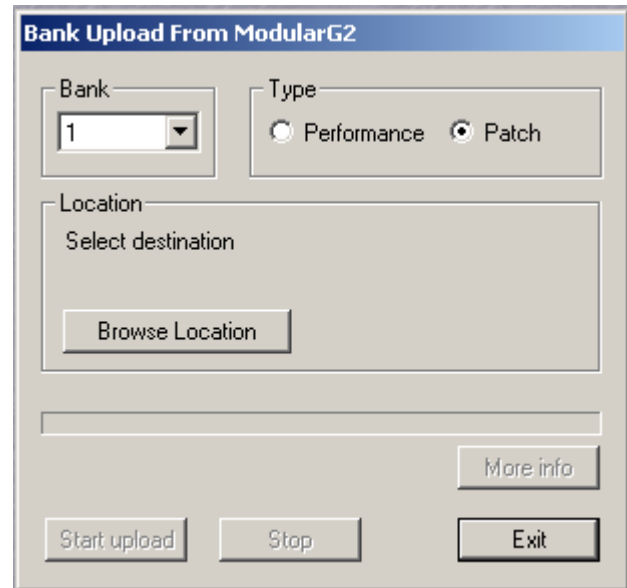 Bank Upload From ModularG2
Bank
Type
1
Performance
Patch
Location
Select destination
Browse Location
More info
Start upload
Stop
Exit